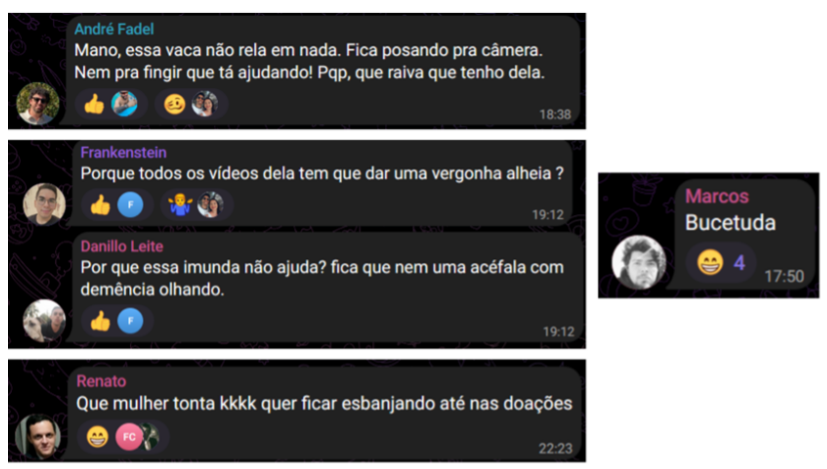 André Fadel
Mano, essa vaca não rela em nada. Fica posando pra câmera.
Nem pra fingir que tá ajudando! Pqp, que raiva que tenho dela.
18:38
Frankenstein
Porque todos os vídeos dela tem que dar uma vergonha alheia ?
F
19:12
Danillo Leite
Por que essa imunda não ajuda? fica que nem uma acéfala com
demência olhando.
F
19:12
Renato
Que mulher tonta kkkk quer ficar esbanjando até nas doações
FC
22:23
Marcos
Bucetuda
4
17:50